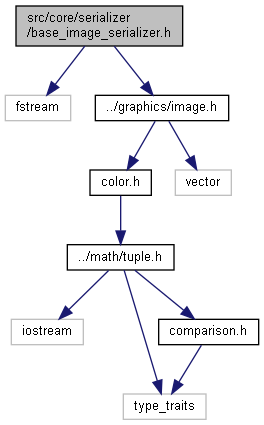 src/core/serializer
/base_image_serializer.h
fstream
../graphics/image.h
color.h
vector
../math/tuple.h
iostream
comparison.h
type_traits